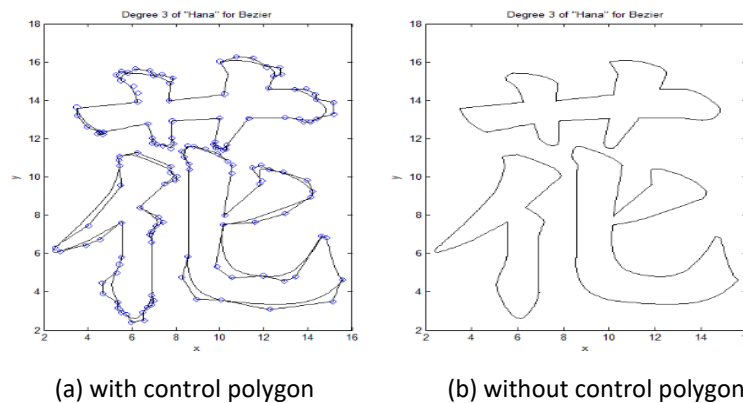 Degree 3 of "Hana" for Bezier
18
16
14
12
10
8
6
4
2
y
2 4 6 8 10 12 14 16
x
花
(a) with control polygon
Degree 3 of "Hana" for Bezier
18
16
14
12
10
8
6
4
2
y
2 4 6 8 10 12 14
x
花
(b) without control polygon